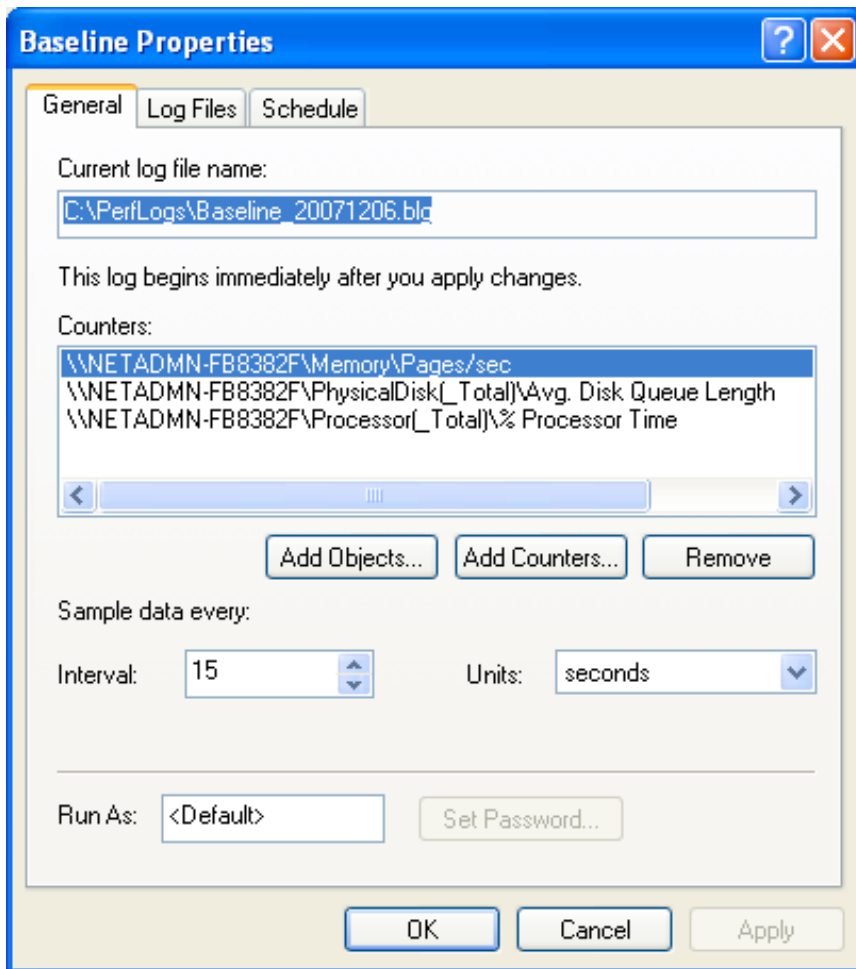 Baseline Properties
General Log Files Schedule
Current log file name:
C:\PerfLogs\Baseline_20071206.blg
This log begins immediately after you apply changes.
Counters:
\\NETADMN-FB8382F\Memory\Pages/sec
\\NETADMN-FB8382F\PhysicalDisk(_Total)\Avg. Disk Queue Length
\\NETADMN-FB8382F\Processor(_Total)\% Processor Time
Add Objects... Add Counters... Remove
Sample data every:
Interval: 15 Units: seconds
Run As: <Default> Set Password...
OK Cancel Apply